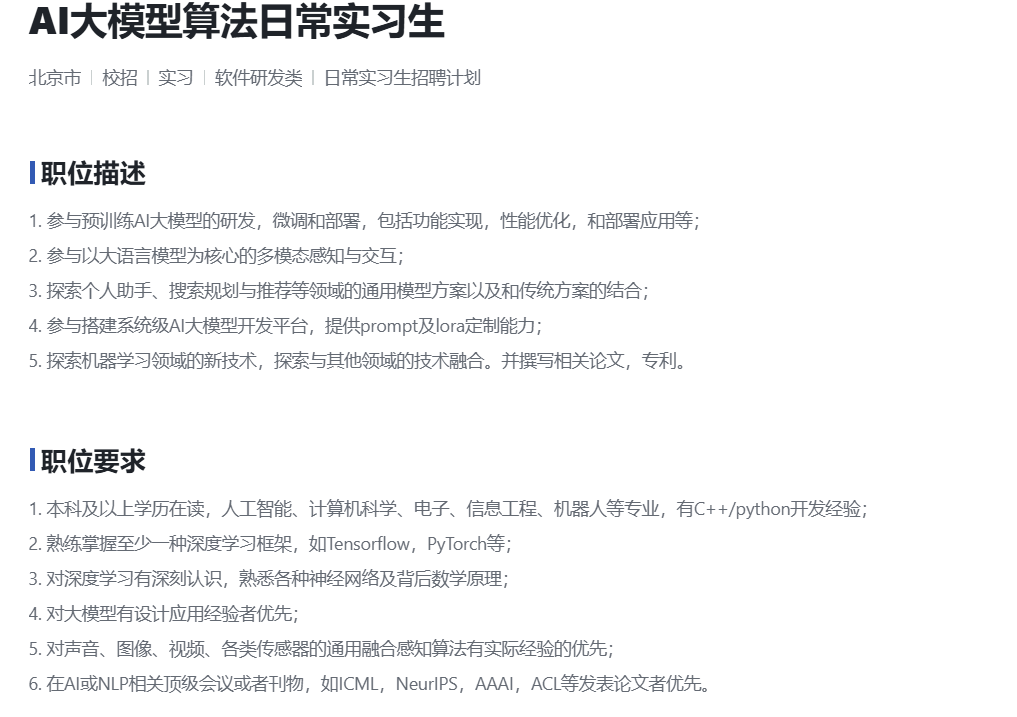 AI大模型算法日常实习生
北京市 | 校招 | 实习 | 软件研发类 | 日常实习生招聘计划
职位描述
1. 参与预训练AI大模型的研发，微调和部署，包括功能实现，性能优化，和部署应用等；
2. 参与以大语言模型为核心的多模态感知与交互；
3. 探索个人助手、搜索规划与推荐等领域的通用模型方案以及和传统方案的结合；
4. 参与搭建系统级AI大模型开发平台，提供prompt及lora定制能力；
5. 探索机器学习领域的新技术，探索与其他领域的技术融合。并撰写相关论文，专利。
职位要求
1. 本科及以上学历在读，人工智能、计算机科学、电子、信息工程、机器人等专业，有C++/python开发经验；
2. 熟练掌握至少一种深度学习框架，如Tensorflow，PyTorch等；
3. 对深度学习有深刻认识，熟悉各种神经网络及背后数学原理；
4. 对大模型有设计应用经验者优先；
5. 对声音、图像、视频、各类传感器的通用融合感知算法有实际经验的优先；
6. 在AI或NLP相关顶级会议或者刊物，如ICML，NeurIPS，AAAI，ACL等发表论文者优先。